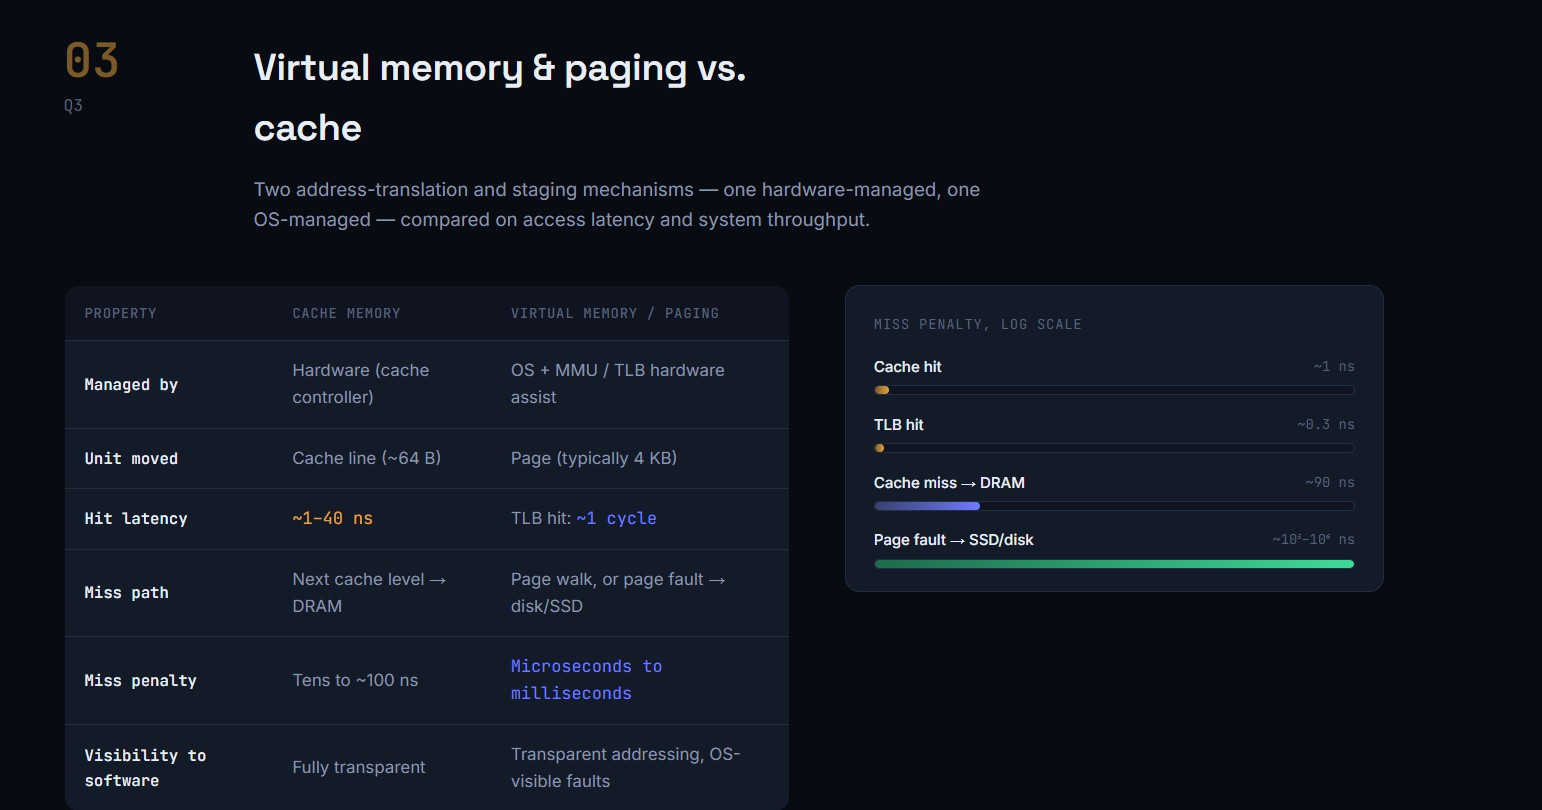 03
Q3
Virtual memory & paging vs.
cache
Two address-translation and staging mechanisms — one hardware-managed, one
OS-managed — compared on access latency and system throughput.
PROPERTY
CACHE MEMORY
VIRTUAL MEMORY / PAGING
Managed by
Hardware (cache
controller)
OS + MMU / TLB hardware
assist
Unit moved
Cache line (~64 B)
Page (typically 4 KB)
Hit latency
~1–40 ns
TLB hit: ~1 cycle
Miss path
Next cache level →
DRAM
Page walk, or page fault →
disk/SSD
Miss penalty
Tens to ~100 ns
Microseconds to
milliseconds
Visibility to
software
Fully transparent
Transparent addressing, OS-
visible faults
MISS PENALTY, LOG SCALE
Cache hit
~1 ns
TLB hit
~0.3 ns
Cache miss → DRAM
~90 ns
Page fault → SSD/disk